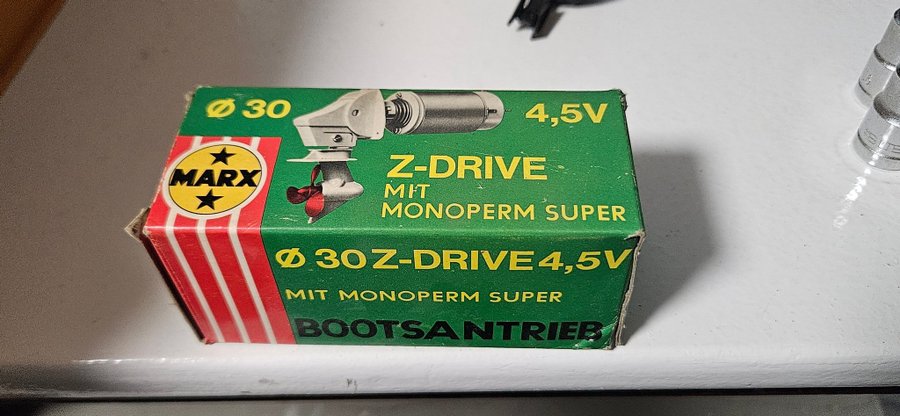 Ø 30
4,5V
MARX
Z-DRIVE
MIT
MONOPERM SUPER
Ø 30 Z-DRIVE 4,5V
MIT MONOPERM SUPER
BOOTSANTRIEB